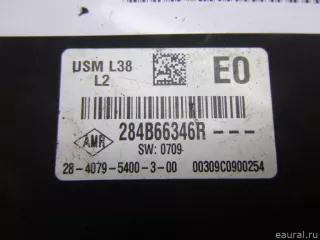 USM L38
L2
E0
AMR
284B66346R ---
SW: 0709
28-4079-5400-3-00 00309C0900254
eaural.ru